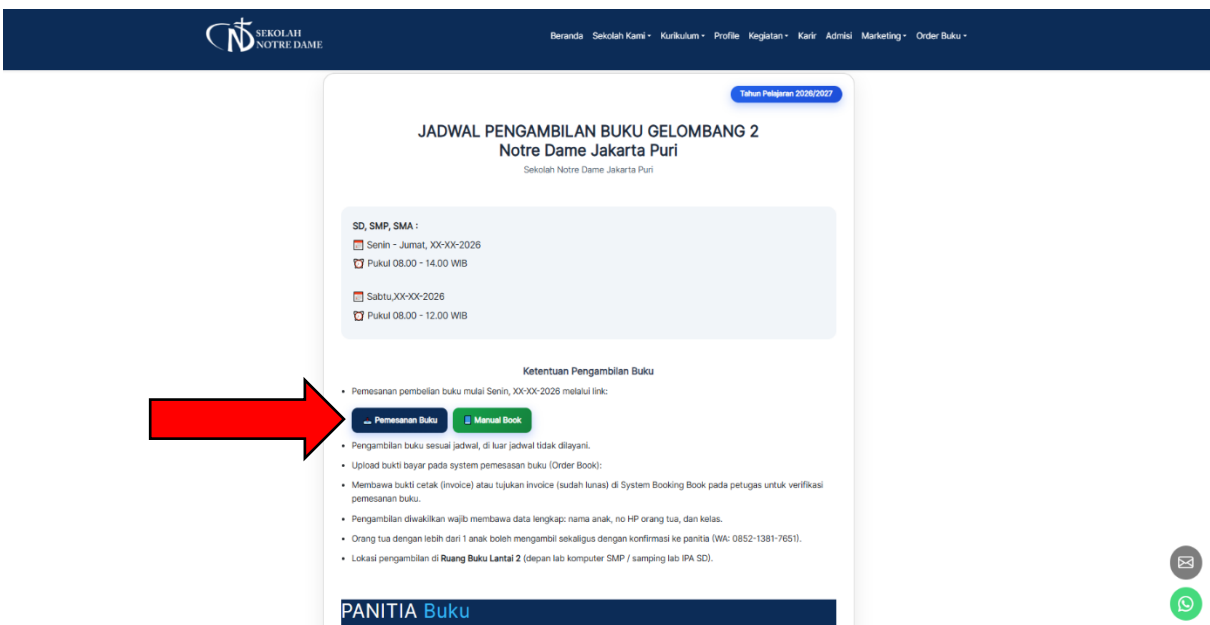 SEKOLAH
NOTRE DAME
Beranda Sekolah Kami Kurikulum Profile Kegiatan Karir Admisi Marketing Order Buku
Tahun Pelajaran 2026/2027
JADWAL PENGAMBILAN BUKU GELOMBANG 2
Notre Dame Jakarta Puri
Sekolah Notre Dame Jakarta Puri
SD, SMP, SMA :
Senin - Jumat, XX-XX-2026
Pukul 08.00 - 14.00 WIB
Sabtu,XX-XX-2026
Pukul 08.00 - 12.00 WIB
Ketentuan Pengambilan Buku
• Pemesanan pembelian buku mulai Senin, XX-XX-2026 melalui link:
Pemesanan Buku Manual Book
• Pengambilan buku sesuai jadwal, di luar jadwal tidak dilayani.
• Upload bukti bayar pada system pemesasan buku (Order Book):
• Membawa bukti cetak (invoice) atau tujukan invoice (sudah lunas) di System Booking Book pada petugas untuk verifikasi
pemesanan buku.
• Pengambilan diwakilkan wajib membawa data lengkap: nama anak, no HP orang tua, dan kelas.
• Orang tua dengan lebih dari 1 anak boleh mengambil sekaligus dengan konfirmasi ke panitia (WA: 0852-1381-7651).
• Lokasi pengambilan di Ruang Buku Lantai 2 (depan lab komputer SMP / samping lab IPA SD).
PANITIA Buku